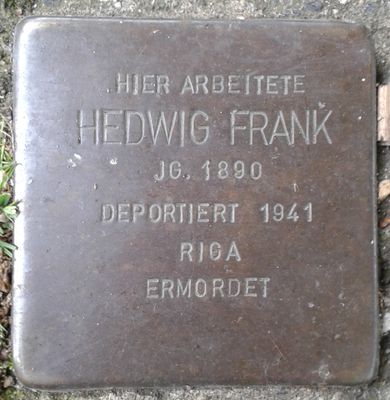 HIER ARBEITETE
HEDWIG FRANK
JG. 1890
DEPORTIERT 1941
RIGA
ERMORDET